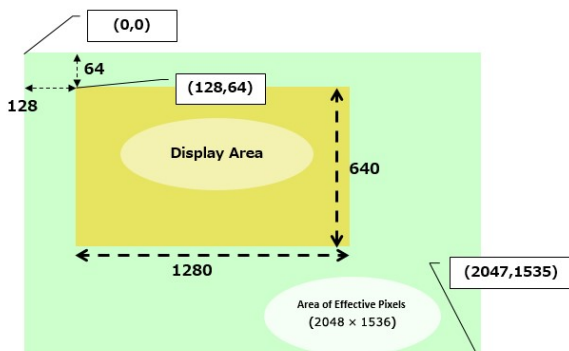 (0,0)
64
128
(128,64)
Display Area
640
1280
(2047,1535)
Area of Effective Pixels
(2048 × 1536)